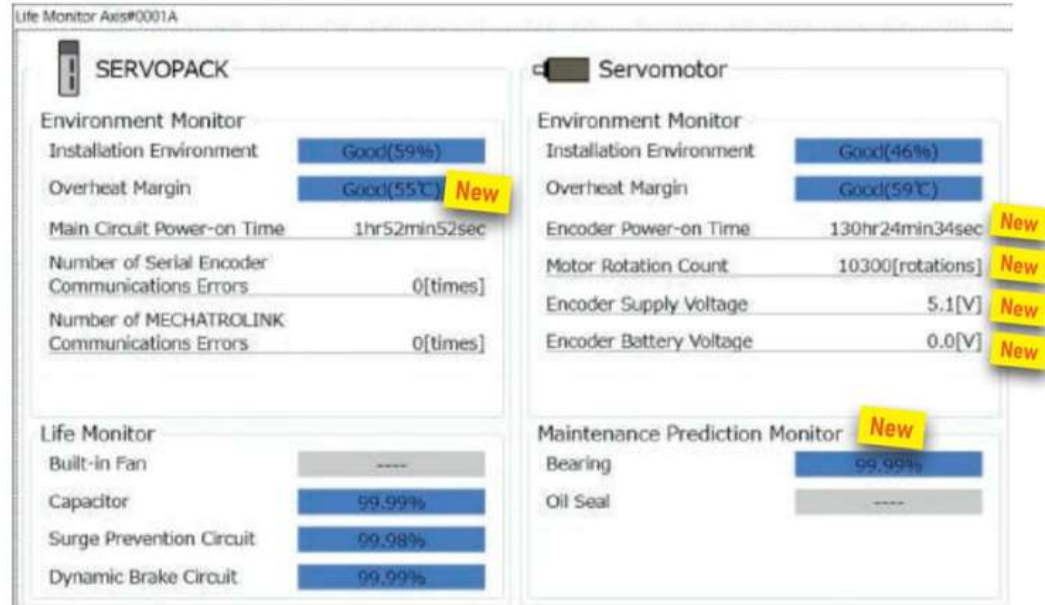 Life Monitor Axis#0001A
SERVOPACK
Environment Monitor
Installation Environment Good(59%)
Overheat Margin Good(55℃) New
Main Circuit Power-on Time 1hr52min52sec
Number of Serial Encoder
Communications Errors 0[times]
Number of MECHATROLINK
Communications Errors 0[times]
Life Monitor
Built-in Fan ----
Capacitor 99.99%
Surge Prevention Circuit 99.98%
Dynamic Brake Circuit 99.99%
Servomotor
Environment Monitor
Installation Environment Good(46%)
Overheat Margin Good(59℃)
Encoder Power-on Time 130hr24min34sec New
Motor Rotation Count 10300[rotations] New
Encoder Supply Voltage 5.1[V] New
Encoder Battery Voltage 0.0[V] New
Maintenance Prediction Monitor New
Bearing 99.99%
Oil Seal ----